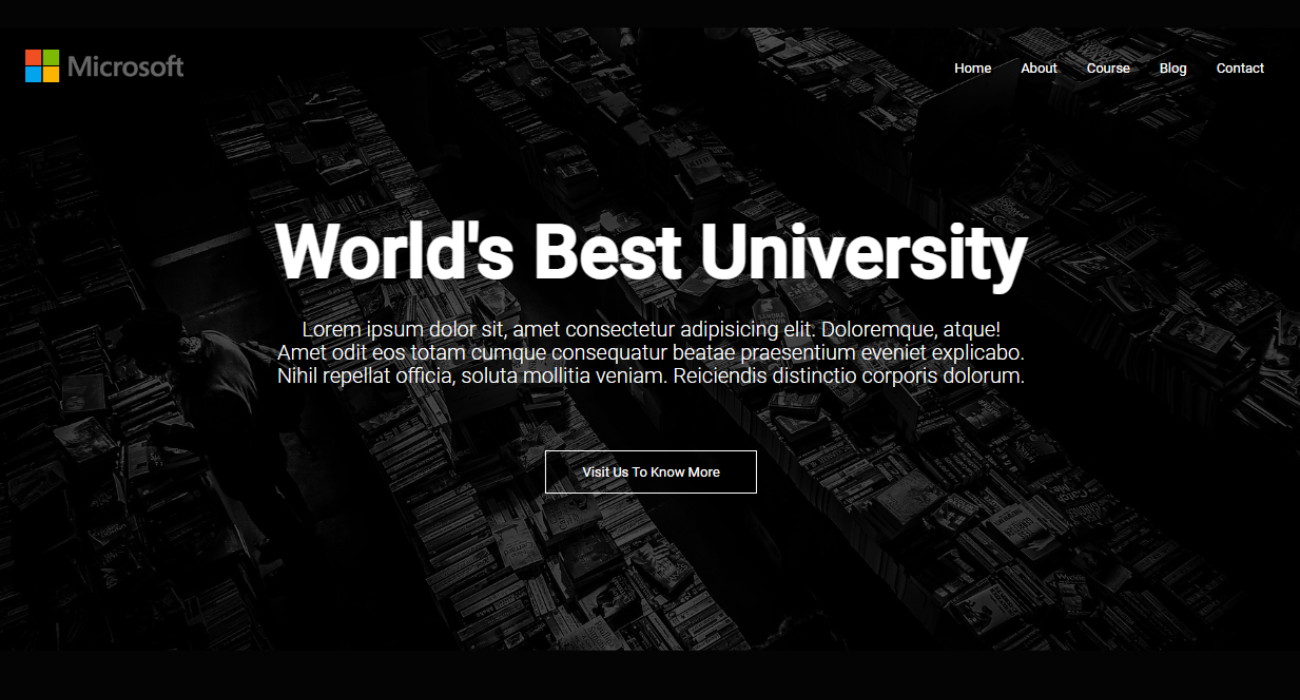 Microsoft
Home About Course Blog Contact
World's Best University
Lorem ipsum dolor sit, amet consectetur adipisicing elit. Doloremque, atque!
Amet odit eos totam cumque consequatur beatae praesentium eveniet explicabo.
Nihil repellat officia, soluta mollitia veniam. Reiciendis distinctio corporis dolorum.
Visit Us To Know More